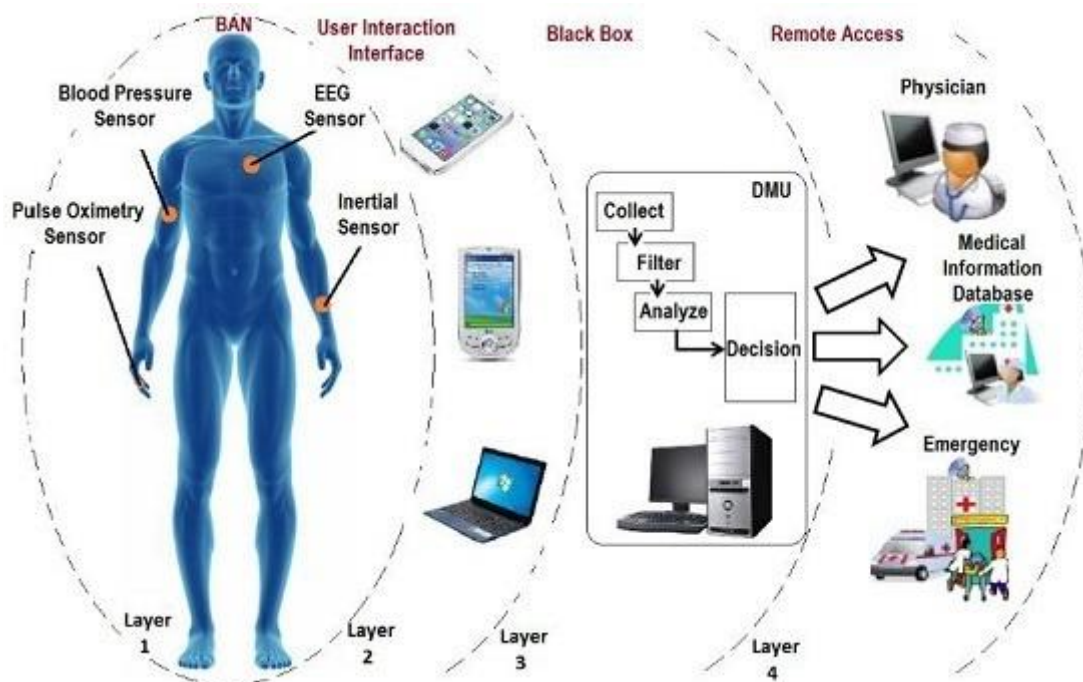 BAN
User Interaction
Interface
Black Box
Remote Access
Blood Pressure
Sensor
EEG
Sensor
Pulse Oximetry
Sensor
Inertial
Sensor
DMU
Collect
Filter
Analyze
Decision
Physician
Medical
Information
Database
Emergency
Layer
1
Layer
2
Layer
3
Layer
4